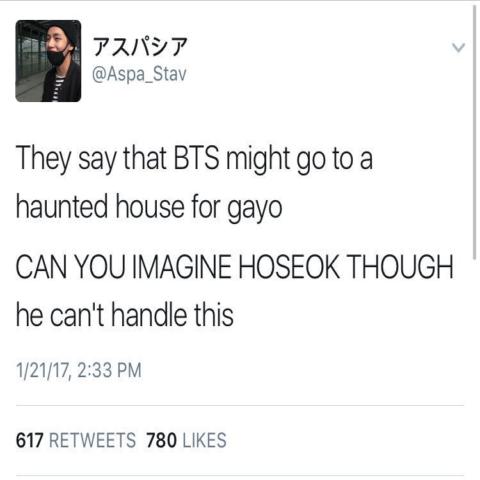 アスパシア
@Aspa_Stav
They say that BTS might go to a
haunted house for gayo
CAN YOU IMAGINE HOSEOK THOUGH
he can't handle this
1/21/17, 2:33 PM
617 RETWEETS 780 LIKES